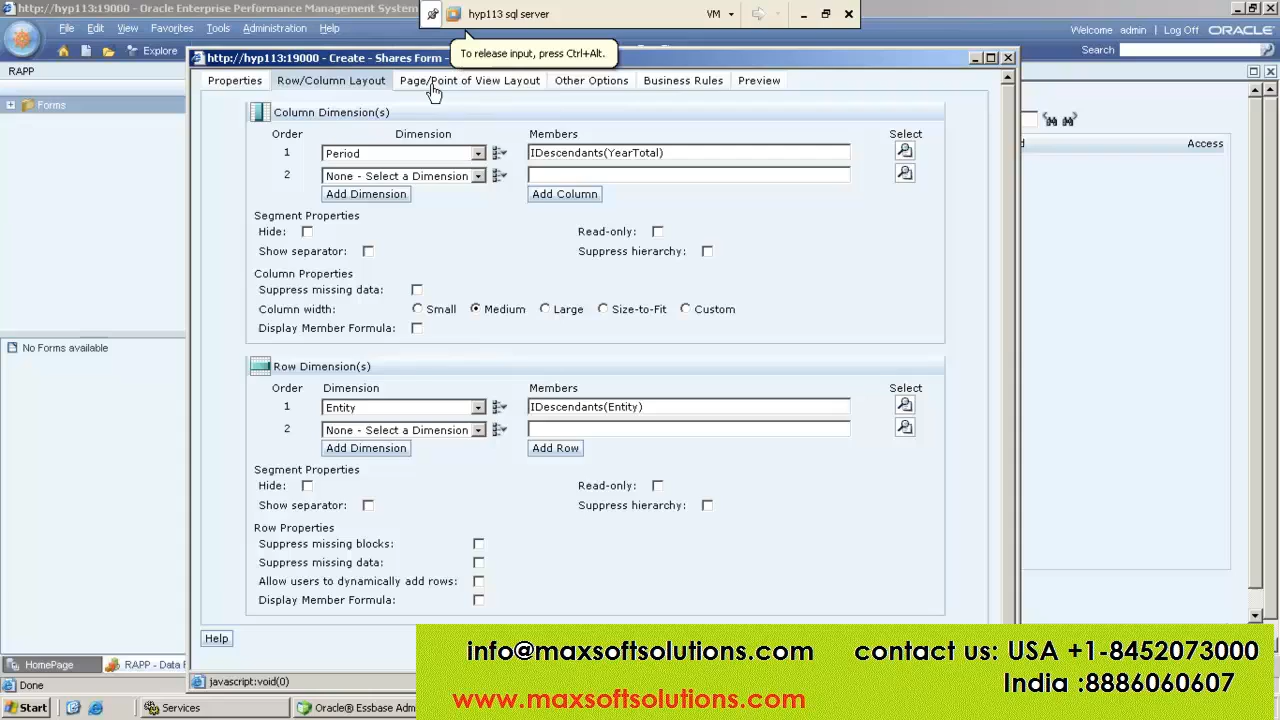 http://hyp113:19000 - Oracle Enterprise Performance Management System
hyp113 sql server
VM
To release input, press Ctrl+Alt.
File Edit View Favorites Tools Administration Help
Welcome admin | Log Off ORACLE
Explore
Search
RAPP
http://hyp113:19000 - Create - Shares Form -
Properties Row/Column Layout Page/Point of View Layout Other Options Business Rules Preview
Forms
Column Dimension(s)
Order Dimension Members Select
Access
1 Period IDescendants(YearTotal)
2 None - Select a Dimension
Add Dimension Add Column
Segment Properties
Hide: Read-only:
Show separator: Suppress hierarchy:
Column Properties
Suppress missing data:
Column width: Small Medium Large Size-to-Fit Custom
Display Member Formula:
No Forms available
Row Dimension(s)
Order Dimension Members Select
1 Entity IDescendants(Entity)
2 None - Select a Dimension
Add Dimension Add Row
Segment Properties
Hide: Read-only:
Show separator: Suppress hierarchy:
Row Properties
Suppress missing blocks:
Suppress missing data:
Allow users to dynamically add rows:
Display Member Formula:
Help
info@maxsoftsolutions.com contact us: USA +1-8452073000
India :8886060607
www.maxsoftsolutions.com
HomePage RAPP - Data F
Done
javascript:void(0)
Start Services Oracle® Essbase Adm